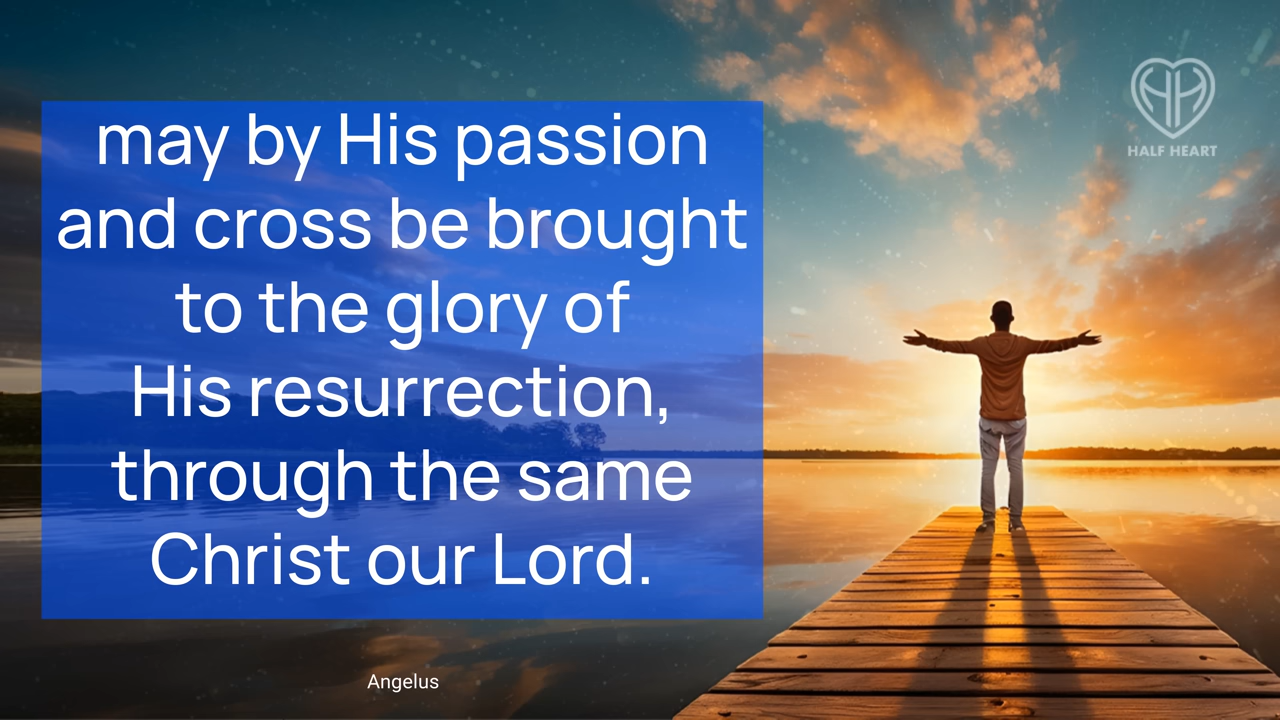 may by His passion
and cross be brought
to the glory of
His resurrection,
through the same
Christ our Lord.
Angelus
HALF HEART